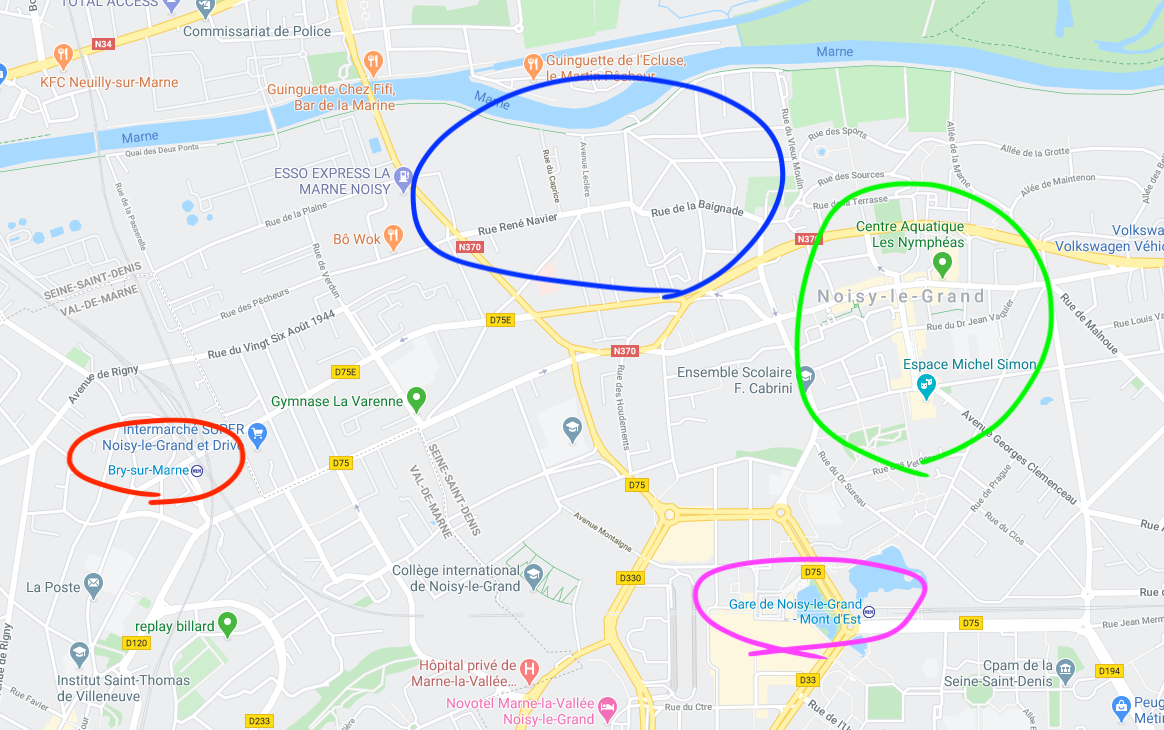 TOTAL ACCESS
Commissariat de Police
N34
KFC Neuilly-sur-Marne
Guinguette de l'Ecluse,
le Martin Pêcheur
Marne
Guinguette Chez Fifi,
Bar de la Marine
Marne
Marne
Quai des Deux Ponts
Rue du Vieux Moulin
Rue des Sports
Allée de la Marne
Allée de la Grotte
ESSO EXPRESS LA
MARNE NOISY
Rue du Caprice
Avenue Leclère
Rue des Sources
Allée de Maintenon
Rue de la Passerelle
Rue de la Plaine
Rue de la Terrasse
Rue René Navier
Rue de la Baignade
Bô Wok
N370
N370
Centre Aquatique
Les Nymphéas
Volkswa
Volkswagen Véhic
SEINE-SAINT-DENIS
VAL-DE-MARNE
Rue de Verdun
Rue des Pêcheurs
Noisy-le-Grand
Rue du Dr Jean Vaquier
Rue de Malnoue
Rue Louis
D75E
Rue du Vingt Six Août 1944
N370
Avenue de Rigny
D75E
Ensemble Scolaire
F. Cabrini
Espace Michel Simon
Rue des Houdements
Gymnase La Varenne
Avenue Georges Clemenceau
Intermarché SUPER
Noisy-le-Grand et Drive
Bry-sur-Marne
D75
SEINE-SAINT-DENIS
VAL-DE-MARNE
D75
Rue des Verges
Rue du Dr Sureau
Rue de Prague
Rue du Clos
Avenue Montaigne
Rue
Collège international
de Noisy-le-Grand
D330
D75
La Poste
Gare de Noisy-le-Grand
- Mont d'Est
Rue d
D75
Rue Jean Merm
replay billard
D120
Institut Saint-Thomas
de Villeneuve
Hôpital privé de
Marne-la-Vallée...
Cpam de la
Seine-Saint-Denis
D194
D33
ue de Rigny
Rue Favier
Novotel Marne-la-Vallée
Noisy-le-Grand
Rue du Ctre
Rue de l'U
Peug
Métin
D233